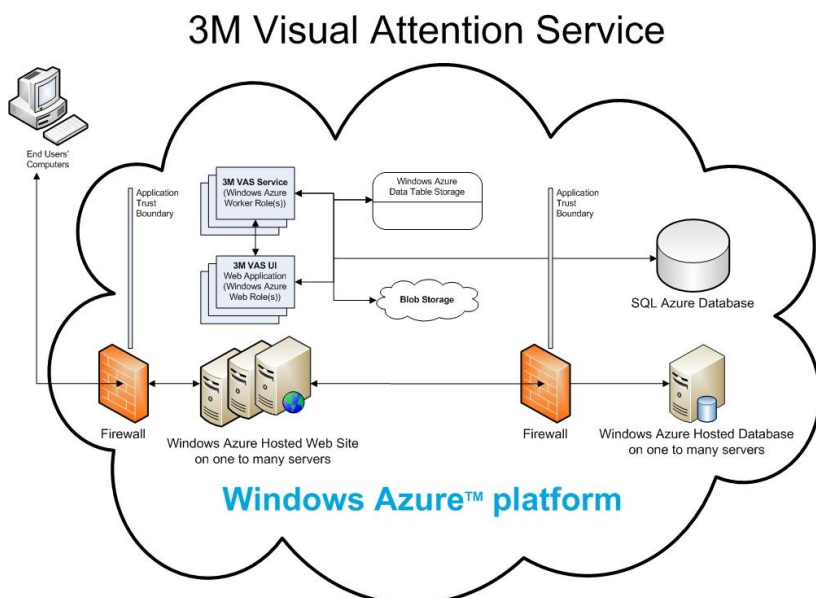 3M Visual Attention Service
End Users'
Computers
Application
Trust
Boundary
3M VAS Service
(Windows Azure
Worker Role(s))
Windows Azure
Data Table Storage
Application
Trust
Boundary
3M VAS UI
Web Application
(Windows Azure
Web Role(s))
Blob Storage
SQL Azure Database
Firewall
Windows Azure Hosted Web Site
on one to many servers
Firewall
Windows Azure Hosted Database
on one to many servers
Windows Azure™ platform